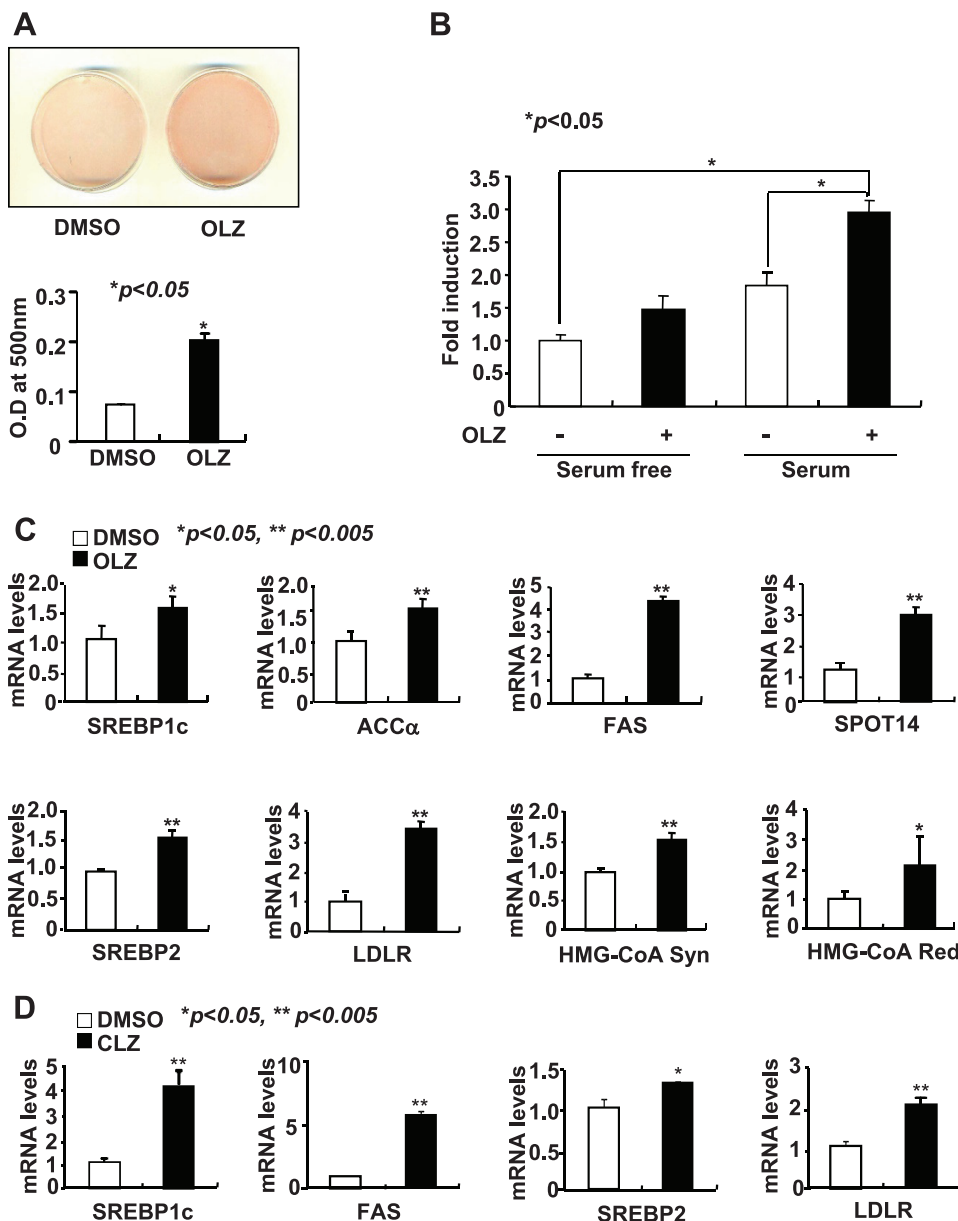 A
DMSO OLZ
*p<0.05
O.D at 500nm
0.3
0.2
0.1
0
*
DMSO OLZ
B
*p<0.05
Fold induction
3.5
3.0
2.5
2.0
1.5
1.0
0.5
0
*
*
OLZ - + - +
Serum free Serum
C
DMSO *p<0.05, ** p<0.005
OLZ
mRNA levels
2.0
1.5
1.0
0.5
0
*
SREBP1c
mRNA levels
2.0
1.5
1.0
0.5
0
**
ACCα
mRNA levels
5
4
3
2
1
0
**
FAS
mRNA levels
4
3
2
1
0
**
SPOT14
mRNA levels
2.0
1.5
1.0
0.5
0
**
SREBP2
mRNA levels
4
3
2
1
0
**
LDLR
mRNA levels
2.0
1.5
1.0
0.5
0
**
HMG-CoA Syn
mRNA levels
4
3
2
1
0
*
HMG-CoA Red
D
DMSO *p<0.05, ** p<0.005
CLZ
mRNA levels
5
4
3
2
1
0
**
SREBP1c
mRNA levels
10
5
0
**
FAS
mRNA levels
1.5
1.0
0.5
0
*
SREBP2
mRNA levels
3
2
1
0
**
LDLR